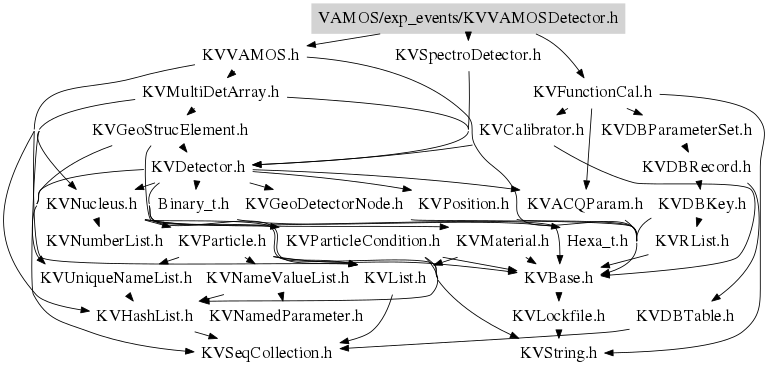 VAMOS/exp_events/KVVAMOSDetector.h
KVVAMOS.h
KVSpectroDetector.h
KVMultiDetArray.h
KVFunctionCal.h
KVGeoStrucElement.h
KVCalibrator.h
KVDBParameterSet.h
KVDetector.h
KVDBRecord.h
KVNucleus.h
Binary_t.h
KVGeoDetectorNode.h
KVPosition.h
KVACQParam.h
KVDBKey.h
KVNumberList.h
KVParticle.h
KVParticleCondition.h
KVMaterial.h
Hexa_t.h
KVRList.h
KVUniqueNameList.h
KVNameValueList.h
KVList.h
KVBase.h
KVHashList.h
KVNamedParameter.h
KVLockfile.h
KVDBTable.h
KVSeqCollection.h
KVString.h